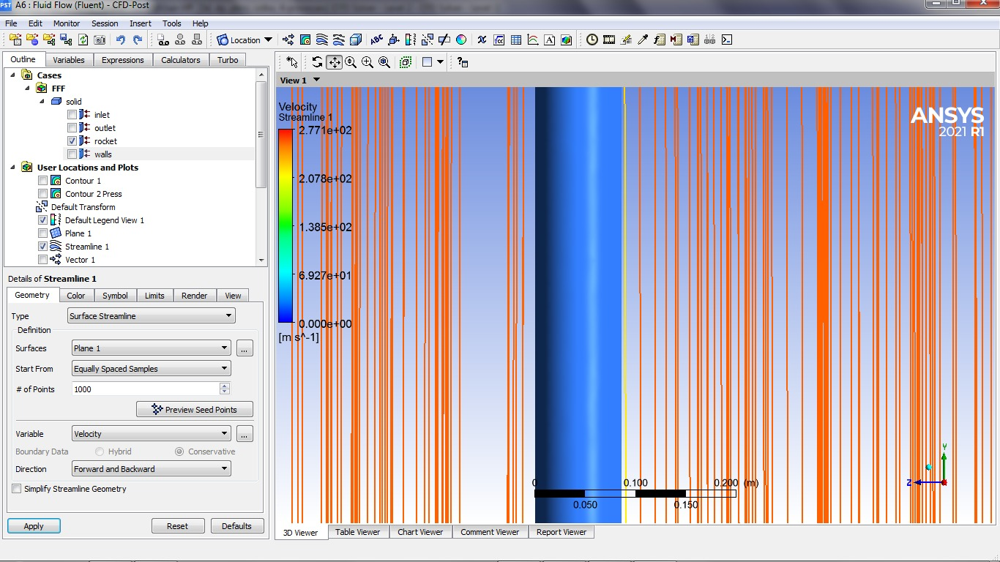 A6 : Fluid Flow (Fluent) - CFD-Post
File Edit Monitor Session Insert Tools Help
Location
Outline Variables Expressions Calculators Turbo
Cases
FFF
solid
inlet
outlet
rocket
walls
User Locations and Plots
Contour 1
Contour 2 Press
Default Transform
Default Legend View 1
Plane 1
Streamline 1
Vector 1
Details of Streamline 1
Geometry Color Symbol Limits Render View
Type Surface Streamline
Definition
Surfaces Plane 1 ...
Start From Equally Spaced Samples
# of Points 1000
Preview Seed Points
Variable Velocity ...
Boundary Data Hybrid Conservative
Direction Forward and Backward
Simplify Streamline Geometry
Apply Reset Defaults
View 1
Velocity
Streamline 1
2.771e+02
2.078e+02
1.385e+02
6.927e+01
0.000e+00
[m s^-1]
ANSYS
2021 R1
Y
Z
0 0.100 0.200 (m)
0.050 0.150
3D Viewer Table Viewer Chart Viewer Comment Viewer Report Viewer